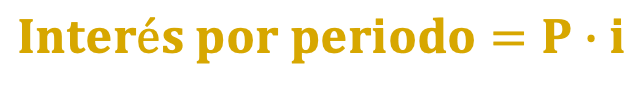 Interés por periodo = P · i